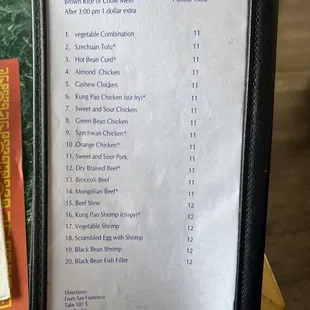 Brown Rice or Chow Mein 1 Dollar extra
After 3:00 pm 1 dollar extra
1. vegetable Combination 11
2. Szechuan Tofu* 11
3. Hot Bean Curd* 11
4. Almond Chicken 11
5. Cashew Chicken 11
6. Kung Pao Chicken (stir fry)* 11
7. Sweet and Sour Chicken 11
8. Green Bean Chicken 11
9. Szechwan Chicken* 11
10. Orange Chicken* 11
11. Sweet and Sour Pork 11
12. Dry Braised Beef* 11
13. Broccoli Beef 11
14. Mongolian Beef* 11
15. Beef Stew 12
16. Kung Pao Shrimp (crispy)* 12
17. Vegetable Shrimp 12
18. Scrambled Egg with Shrimp 12
19. Black Bean Shrimp 12
20. Black Bean Fish Fillet 12
Directions:
From San Francisco
Take 101 S